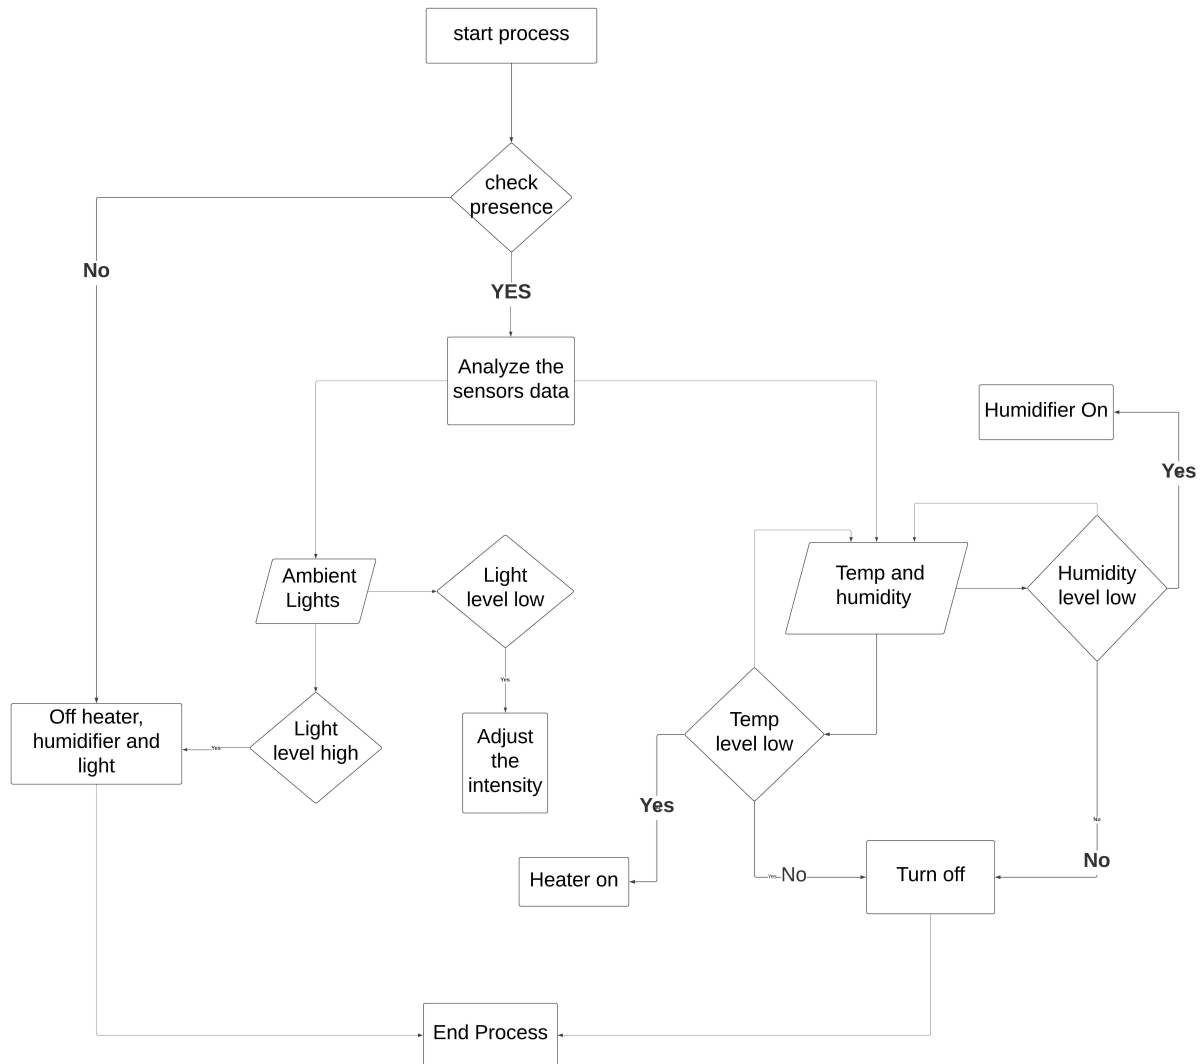 start process
check
presence
No
YES
Analyze the
sensors data
Humidifier On
Yes
Ambient
Lights
Light
level low
Temp and
humidity
Humidity
level low
Yes
Off heater,
humidifier and
light
Yes
Light
level high
Adjust
the
intensity
Temp
level low
Yes
No
No
Heater on
Yes
No
Turn off
End Process